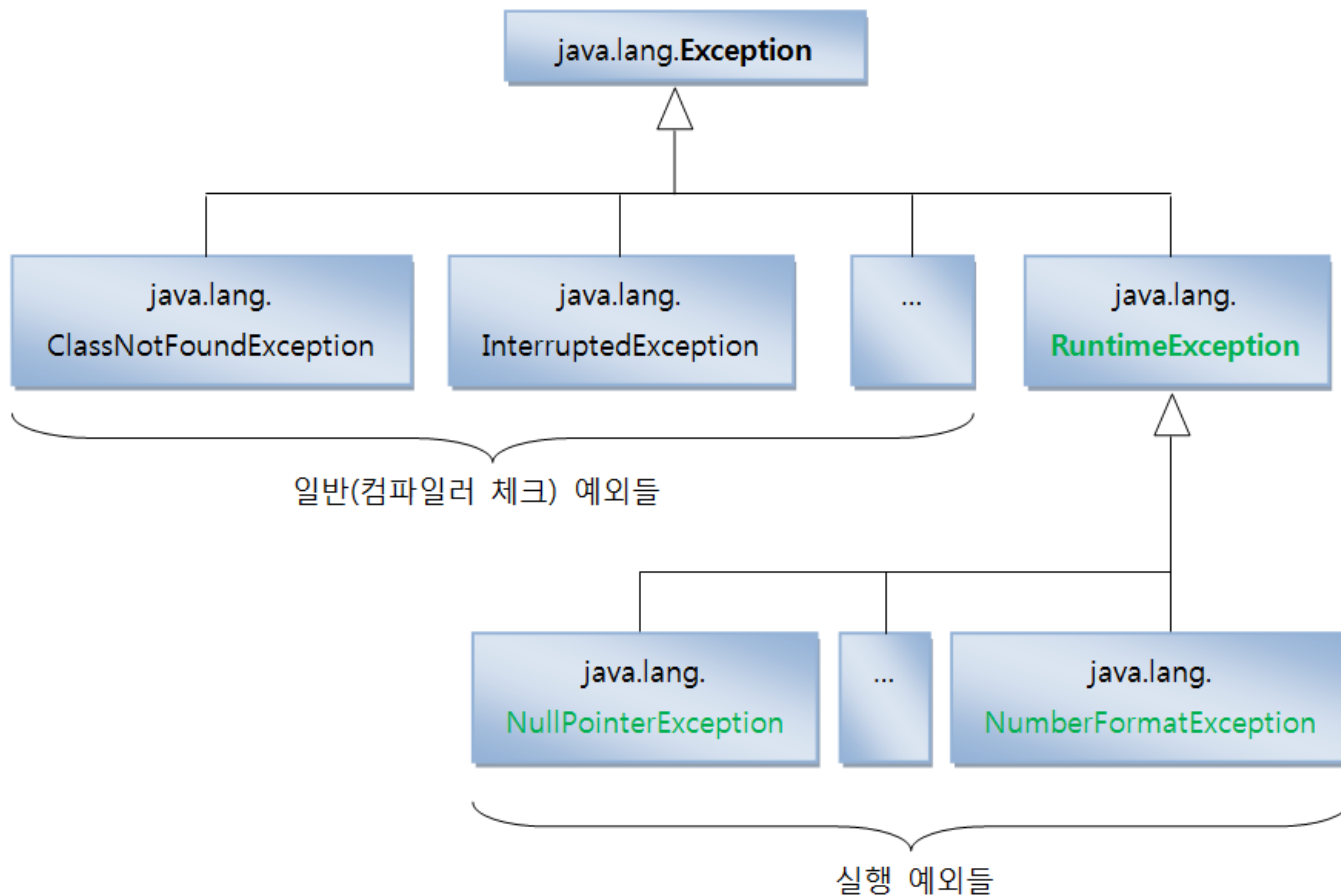 java.lang.Exception
java.lang.
ClassNotFoundException
java.lang.
InterruptedException
...
java.lang.
RuntimeException
일반(컴파일러 체크) 예외들
java.lang.
NullPointerException
...
java.lang.
NumberFormatException
실행 예외들